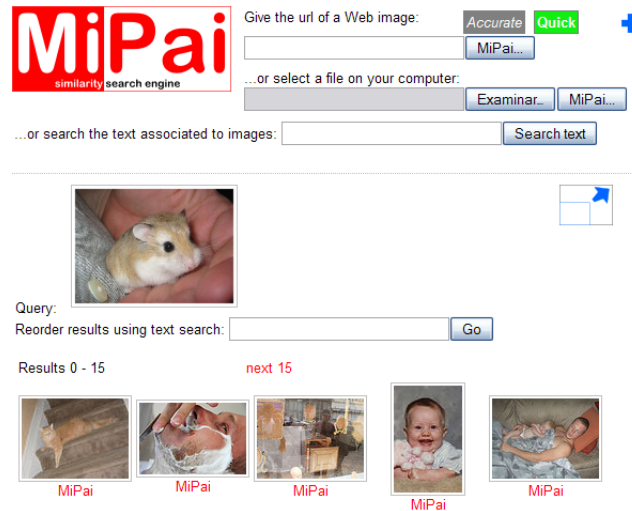 MiPai
similarity search engine
Give the url of a Web image:
Accurate Quick
MiPai...
...or select a file on your computer:
Examinar... MiPai...
...or search the text associated to images: Search text
Query:
Reorder results using text search: Go
Results 0 - 15 next 15
MiPai MiPai MiPai MiPai MiPai